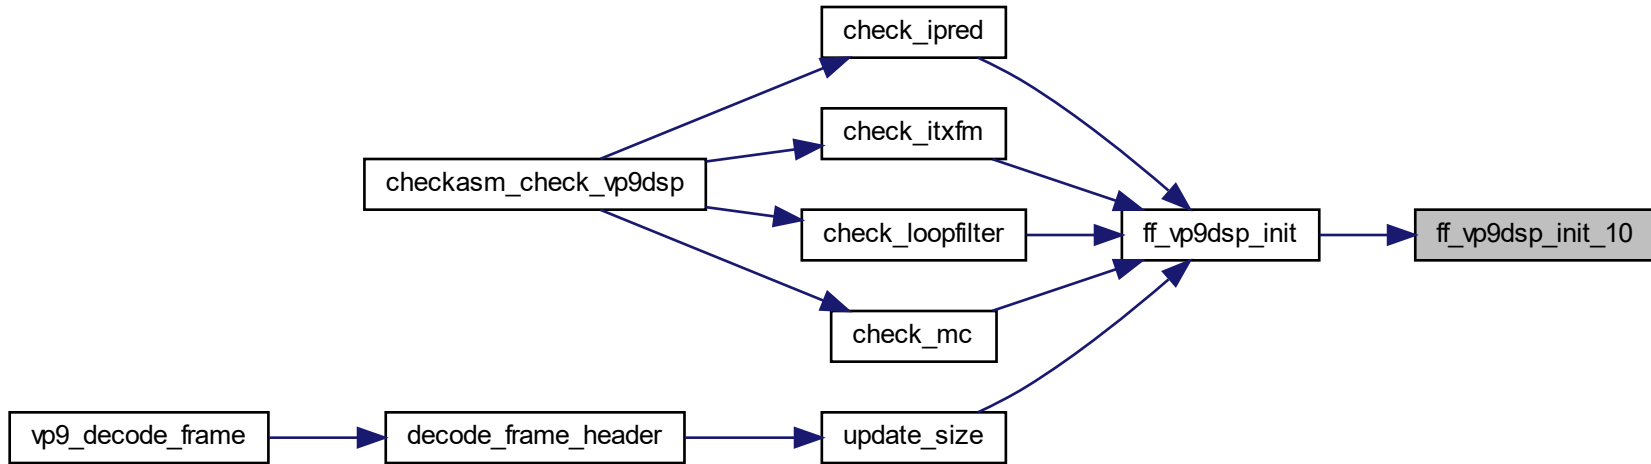 check_ipred
check_itxfm
checkasm_check_vp9dsp
check_loopfilter
ff_vp9dsp_init
ff_vp9dsp_init_10
check_mc
vp9_decode_frame
decode_frame_header
update_size